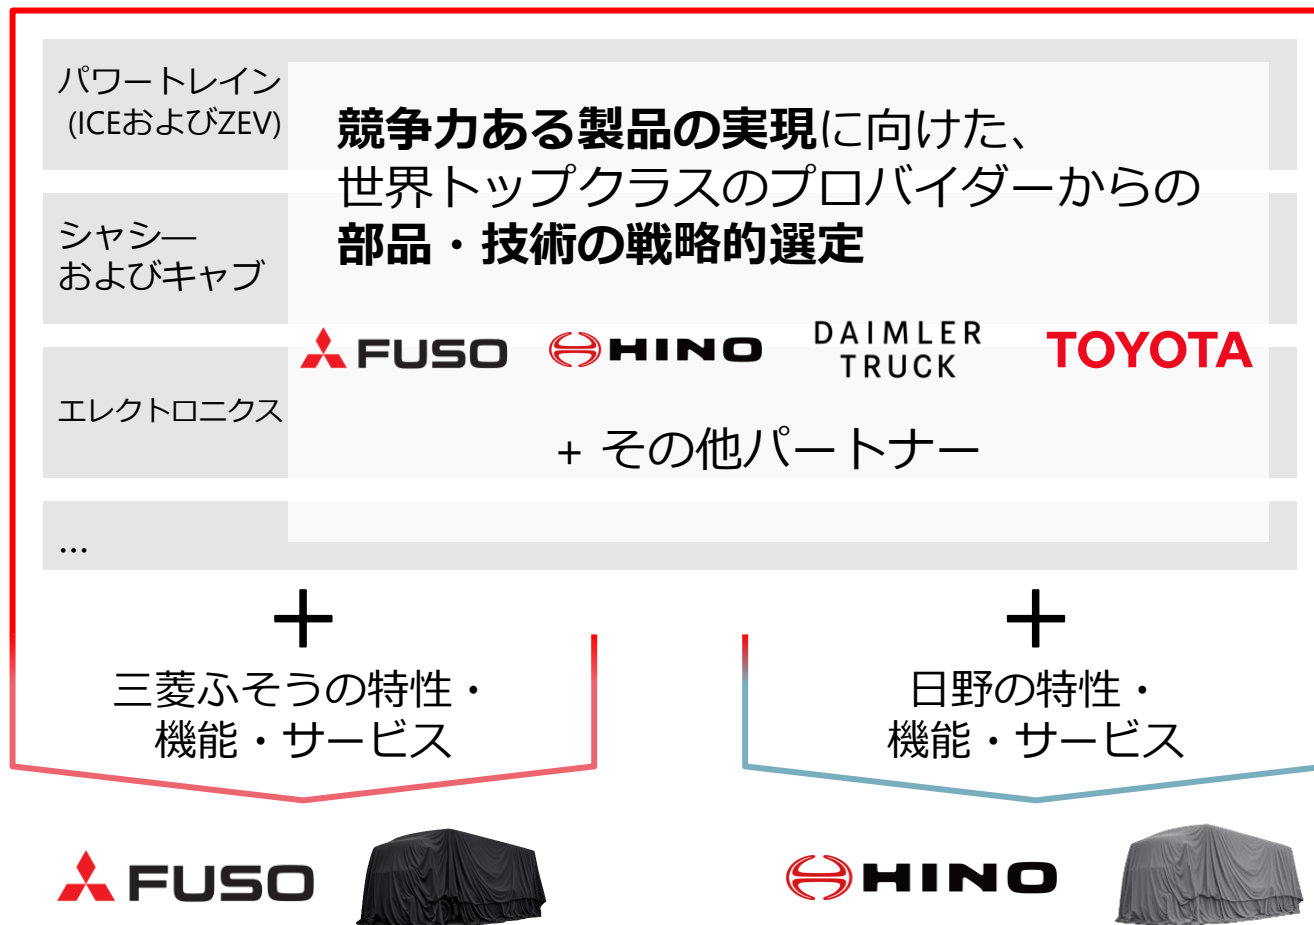 パワートレイン
(ICEおよびZEV)
競争力ある製品の実現に向けた、
世界トップクラスのプロバイダーからの
部品・技術の戦略的選定
シャシ―
およびキャブ
FUSO
HINO
DAIMLER
TRUCK
TOYOTA
エレクトロニクス
+ その他パートナー
...
+
+
三菱ふそうの特性・
機能・サービス
日野の特性・
機能・サービス
FUSO
HINO